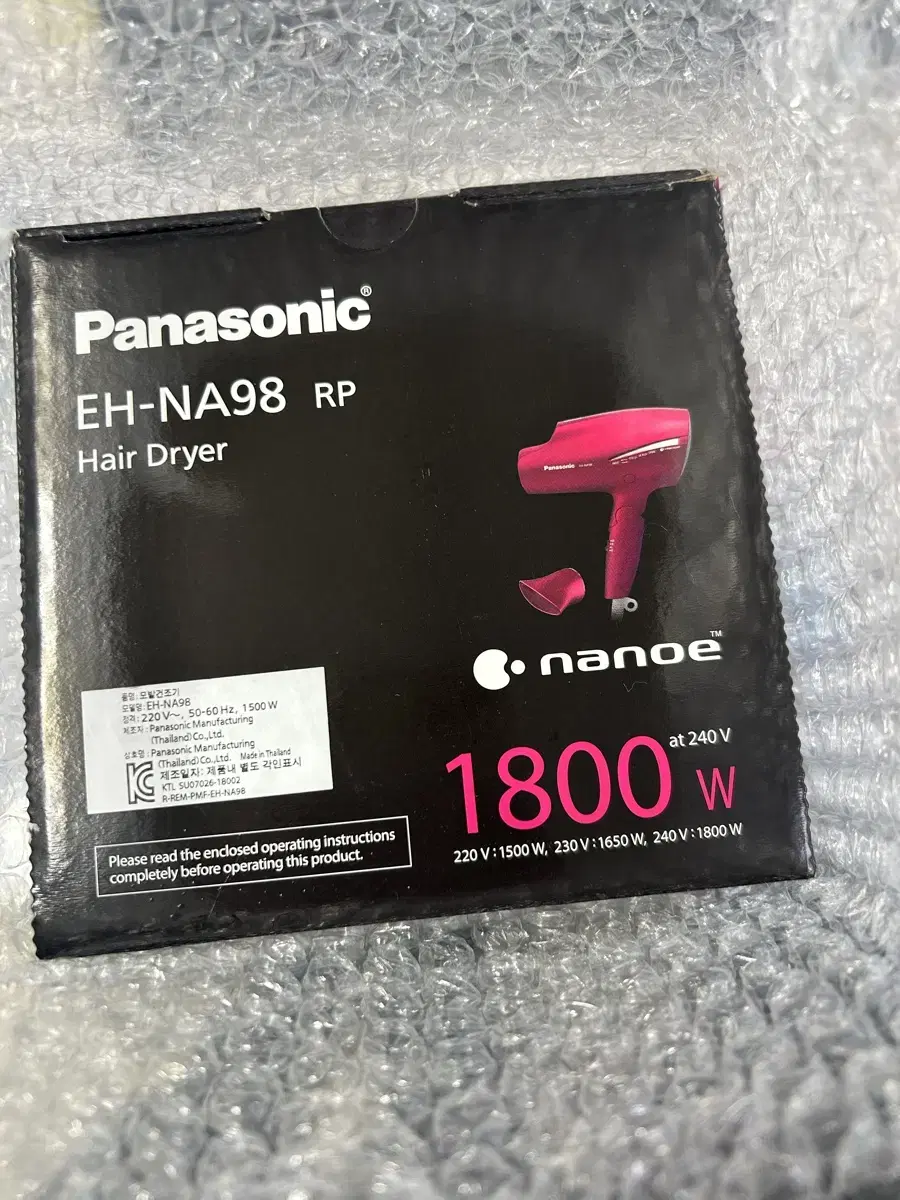 Panasonic®
EH-NA98 RP
Hair Dryer
Panasonic
nanoe™
품명: 모발건조기
모델명: EH-NA98
정격: 220 V~, 50-60 Hz, 1500 W
제조자: Panasonic Manufacturing
(Thailand) Co., Ltd.
상호명: Panasonic Manufacturing
(Thailand) Co., Ltd. Made in Thailand
제조일자: 제품내 별도 각인표시
KTL SU07026-18002
R-REM-PMF-EH-NA98
1800 W at 240 V
220 V : 1500 W, 230 V : 1650 W, 240 V : 1800 W
Please read the enclosed operating instructions
completely before operating this product.